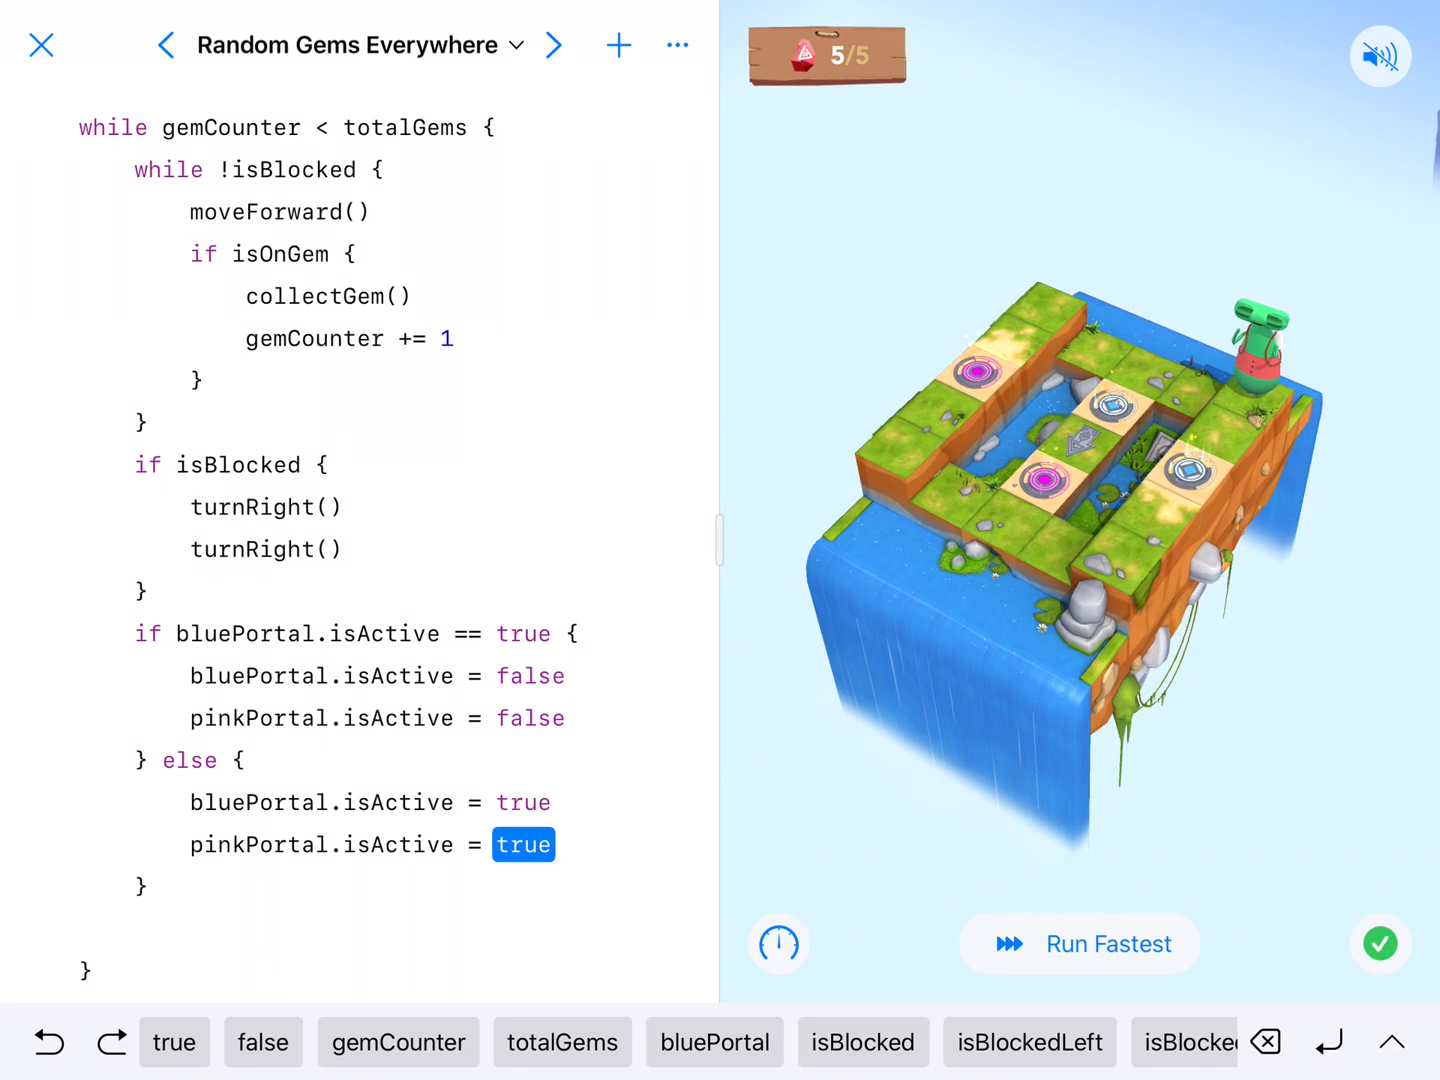 Random Gems Everywhere
5/5
while gemCounter < totalGems {
while !isBlocked {
moveForward()
if isOnGem {
collectGem()
gemCounter += 1
}
}
if isBlocked {
turnRight()
turnRight()
}
if bluePortal.isActive == true {
bluePortal.isActive = false
pinkPortal.isActive = false
} else {
bluePortal.isActive = true
pinkPortal.isActive = true
}
}
Run Fastest
true false gemCounter totalGems bluePortal isBlocked isBlockedLeft